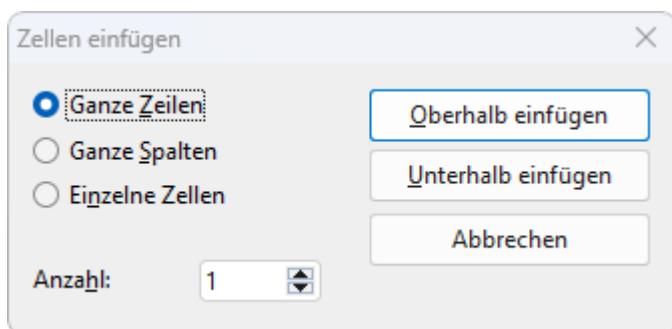 Zellen einfügen
Ganze Zeilen
Ganze Spalten
Einzelne Zellen
Anzahl: 1
Oberhalb einfügen
Unterhalb einfügen
Abbrechen